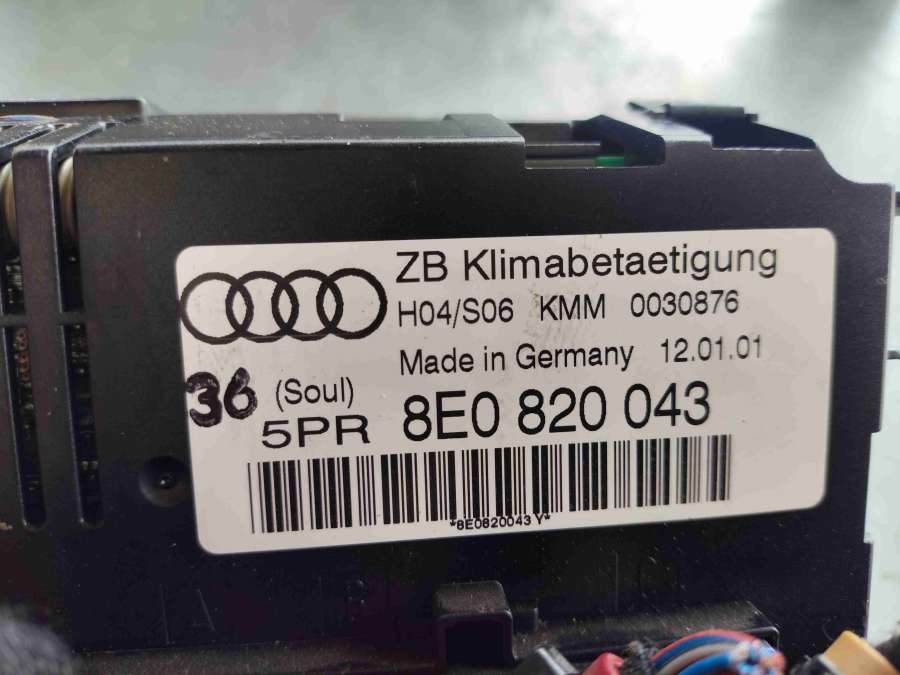 ZB Klimabetaetigung
H04/S06 KMM 0030876
Made in Germany 12.01.01
36 (Soul)
5PR 8E0 820 043
*8E0820043 Y*